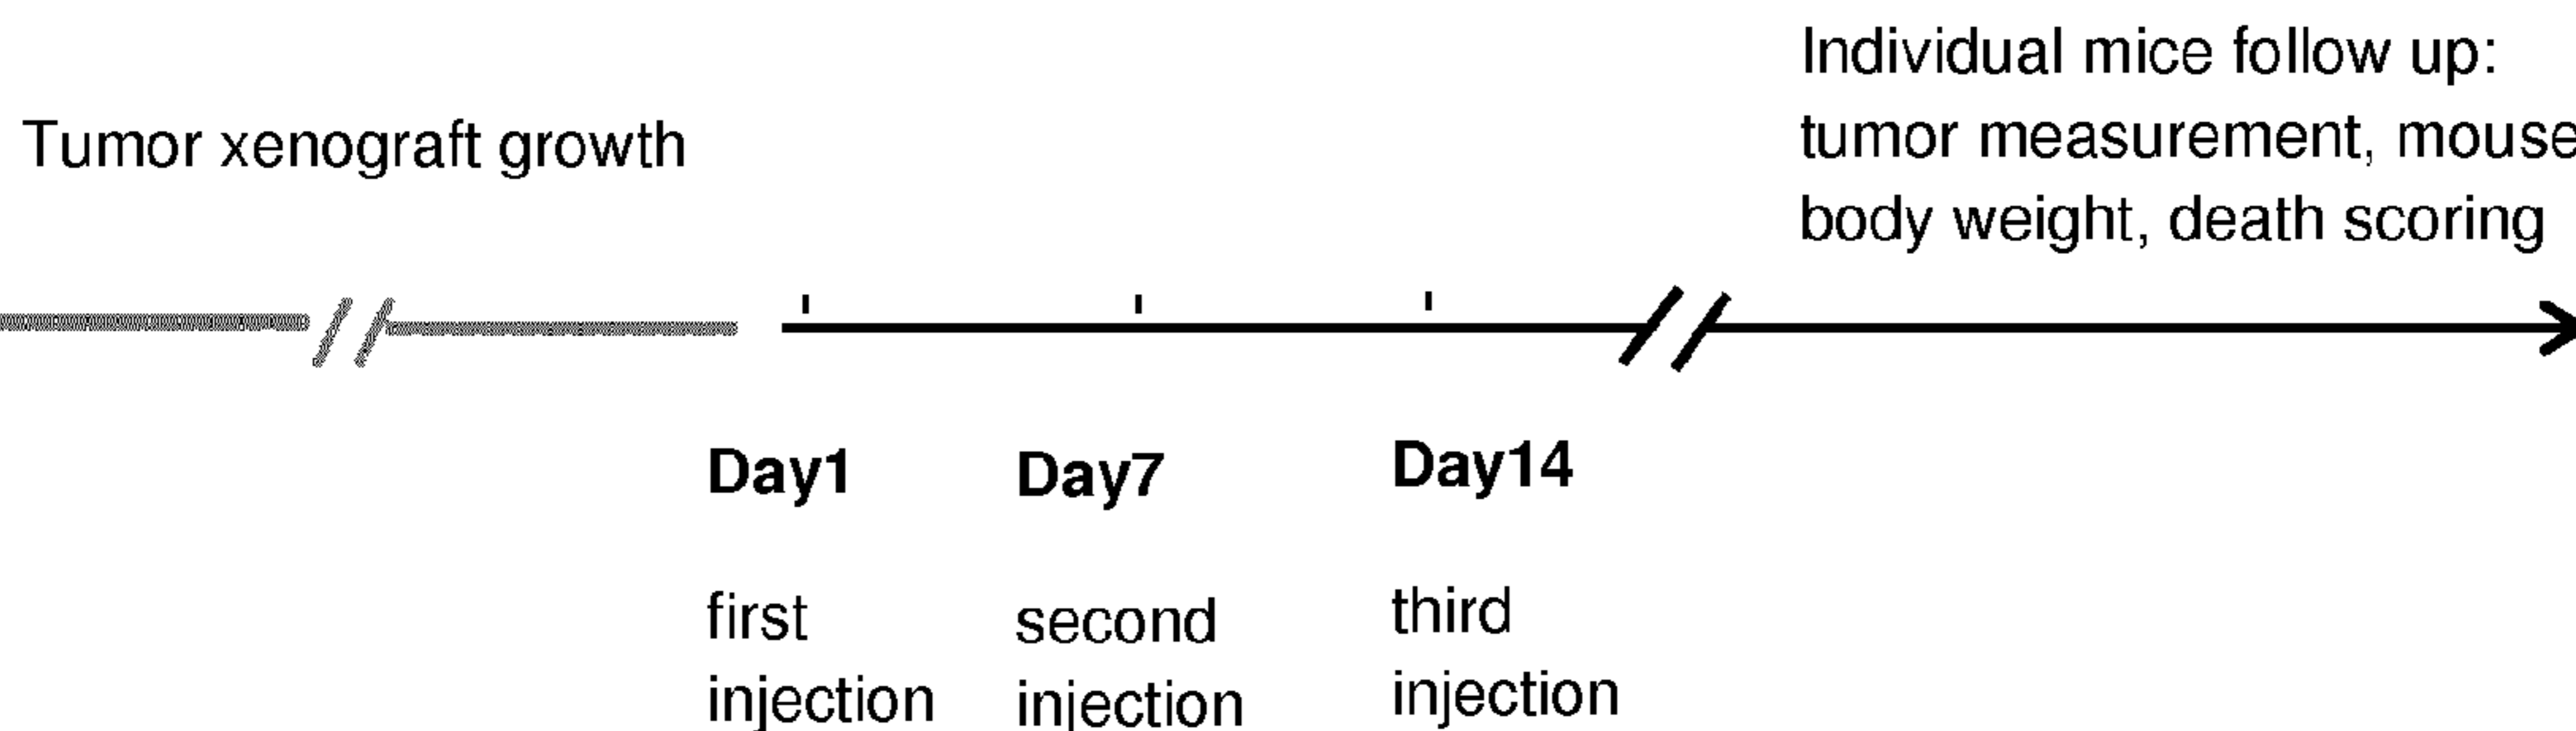 Tumor xenograft growth
Individual mice follow up:
tumor measurement, mouse
body weight, death scoring
Day1
Day7
Day14
first
injection
second
injection
third
injection